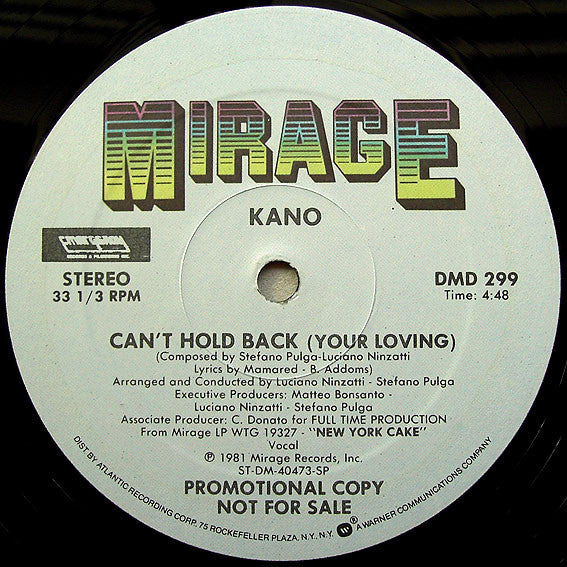 MIRAGE
KANO
Emergency
RECORDS & FILMWORKS INC.
STEREO
33 1/3 RPM
DMD 299
Time: 4:48
CAN'T HOLD BACK (YOUR LOVING)
(Composed by Stefano Pulga-Luciano Ninzatti
Lyrics by Mamared - B. Addoms)
Arranged and Conducted by Luciano Ninzatti - Stefano Pulga
Executive Producers: Matteo Bonsanto -
Luciano Ninzatti - Stefano Pulga
Associate Producer: C. Donato for FULL TIME PRODUCTION
From Mirage LP WTG 19327 - "NEW YORK CAKE"
Vocal
℗ 1981 Mirage Records, Inc.
ST-DM-40473-SP
PROMOTIONAL COPY
NOT FOR SALE
DIST. BY ATLANTIC RECORDING CORP. 75 ROCKEFELLER PLAZA, N.Y. N.Y. W ® A WARNER COMMUNICATIONS COMPANY